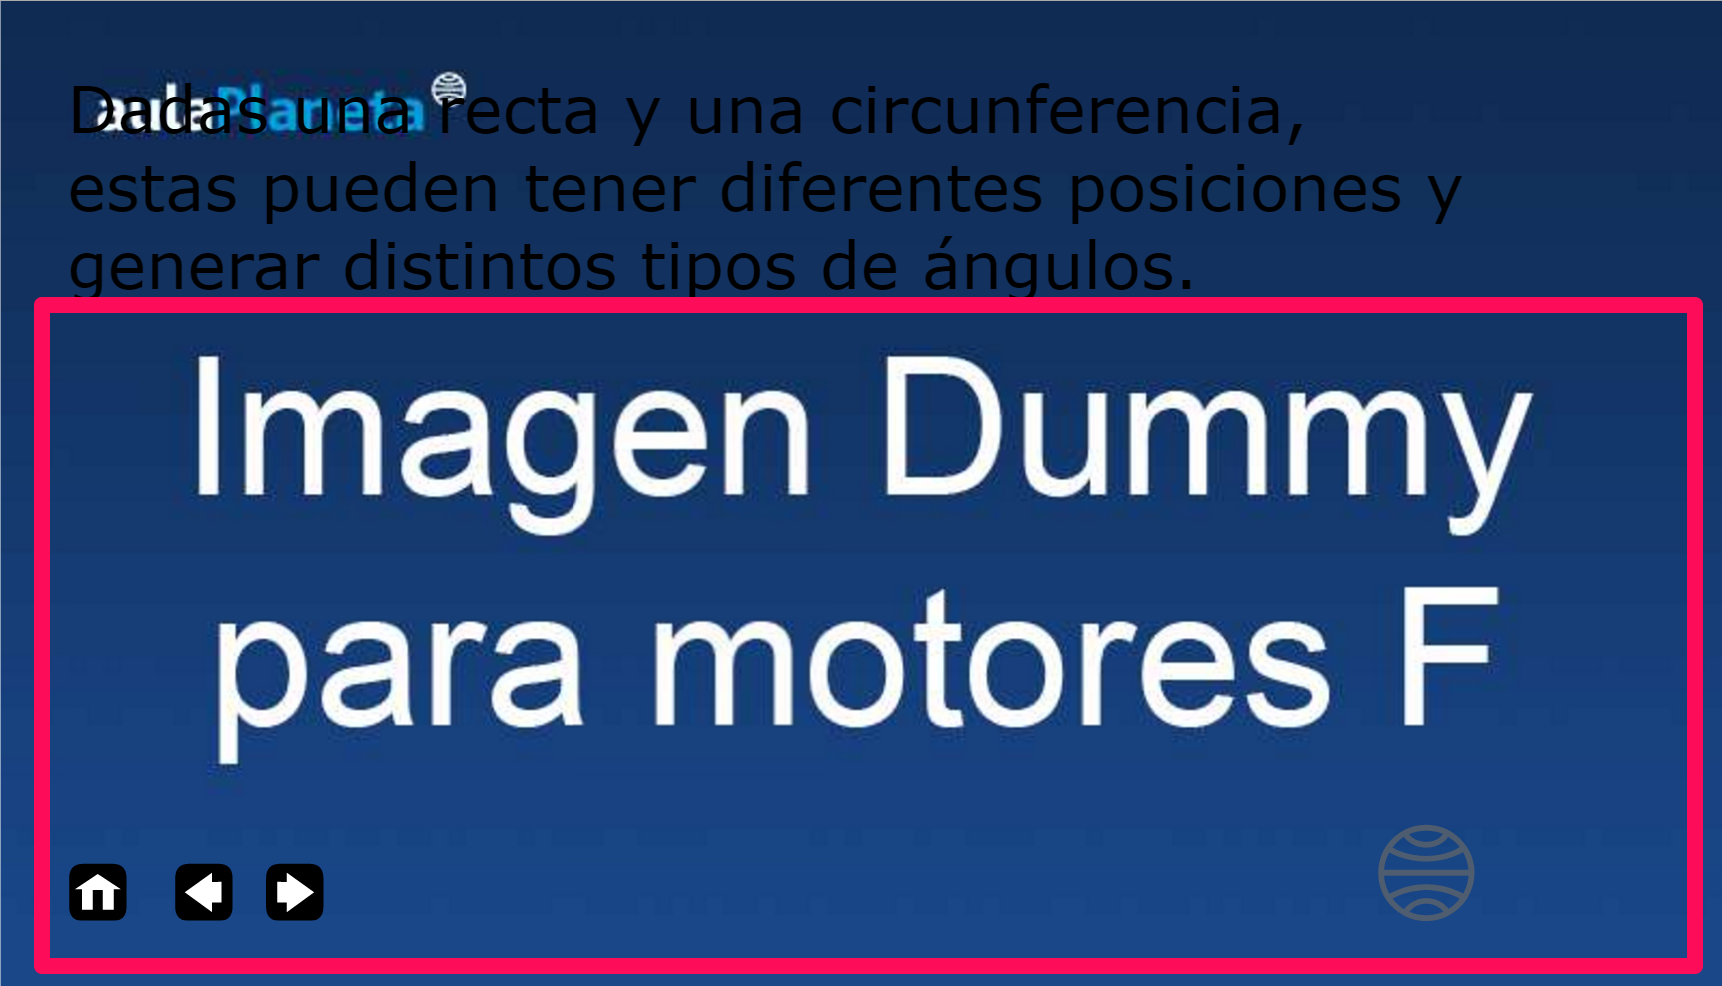 aulaPlaneta
Dadas una recta y una circunferencia,
estas pueden tener diferentes posiciones y
generar distintos tipos de ángulos.
Imagen Dummy
para motores F